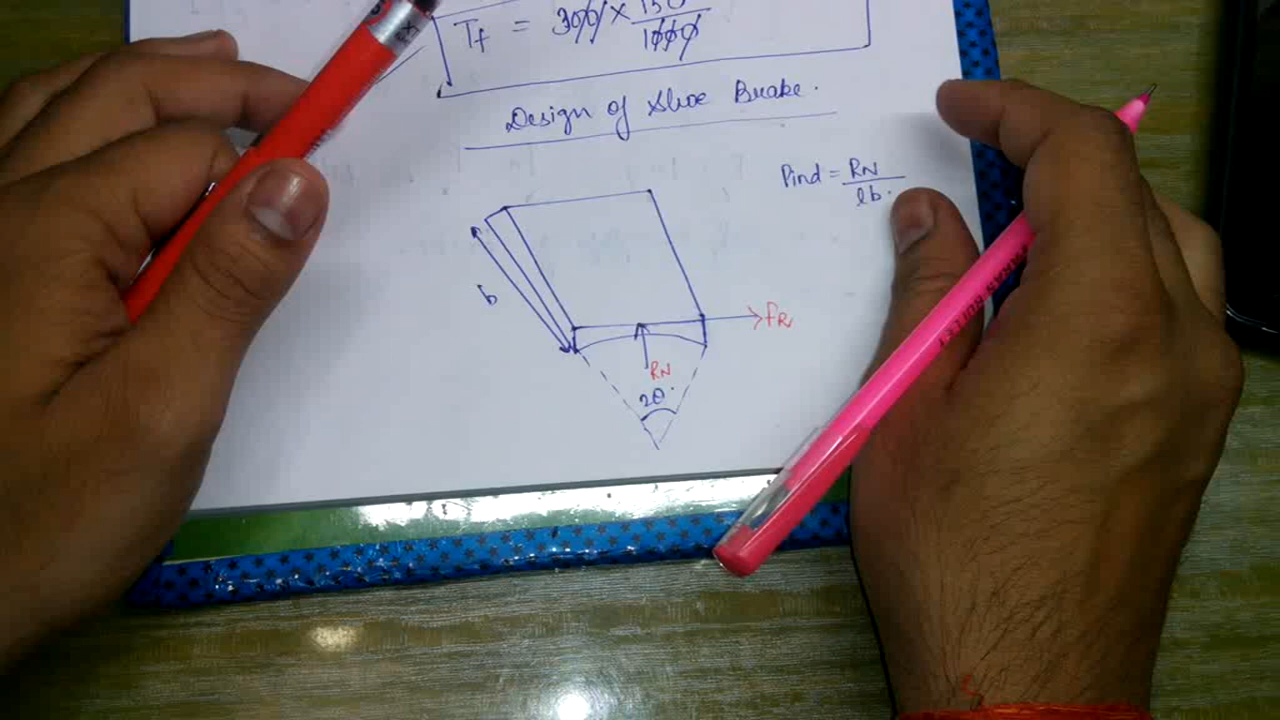 Tf = 300 × 150
1000
Design of Shoe Brake.
Pind = RN
lb.
b
fR
RN
2θ